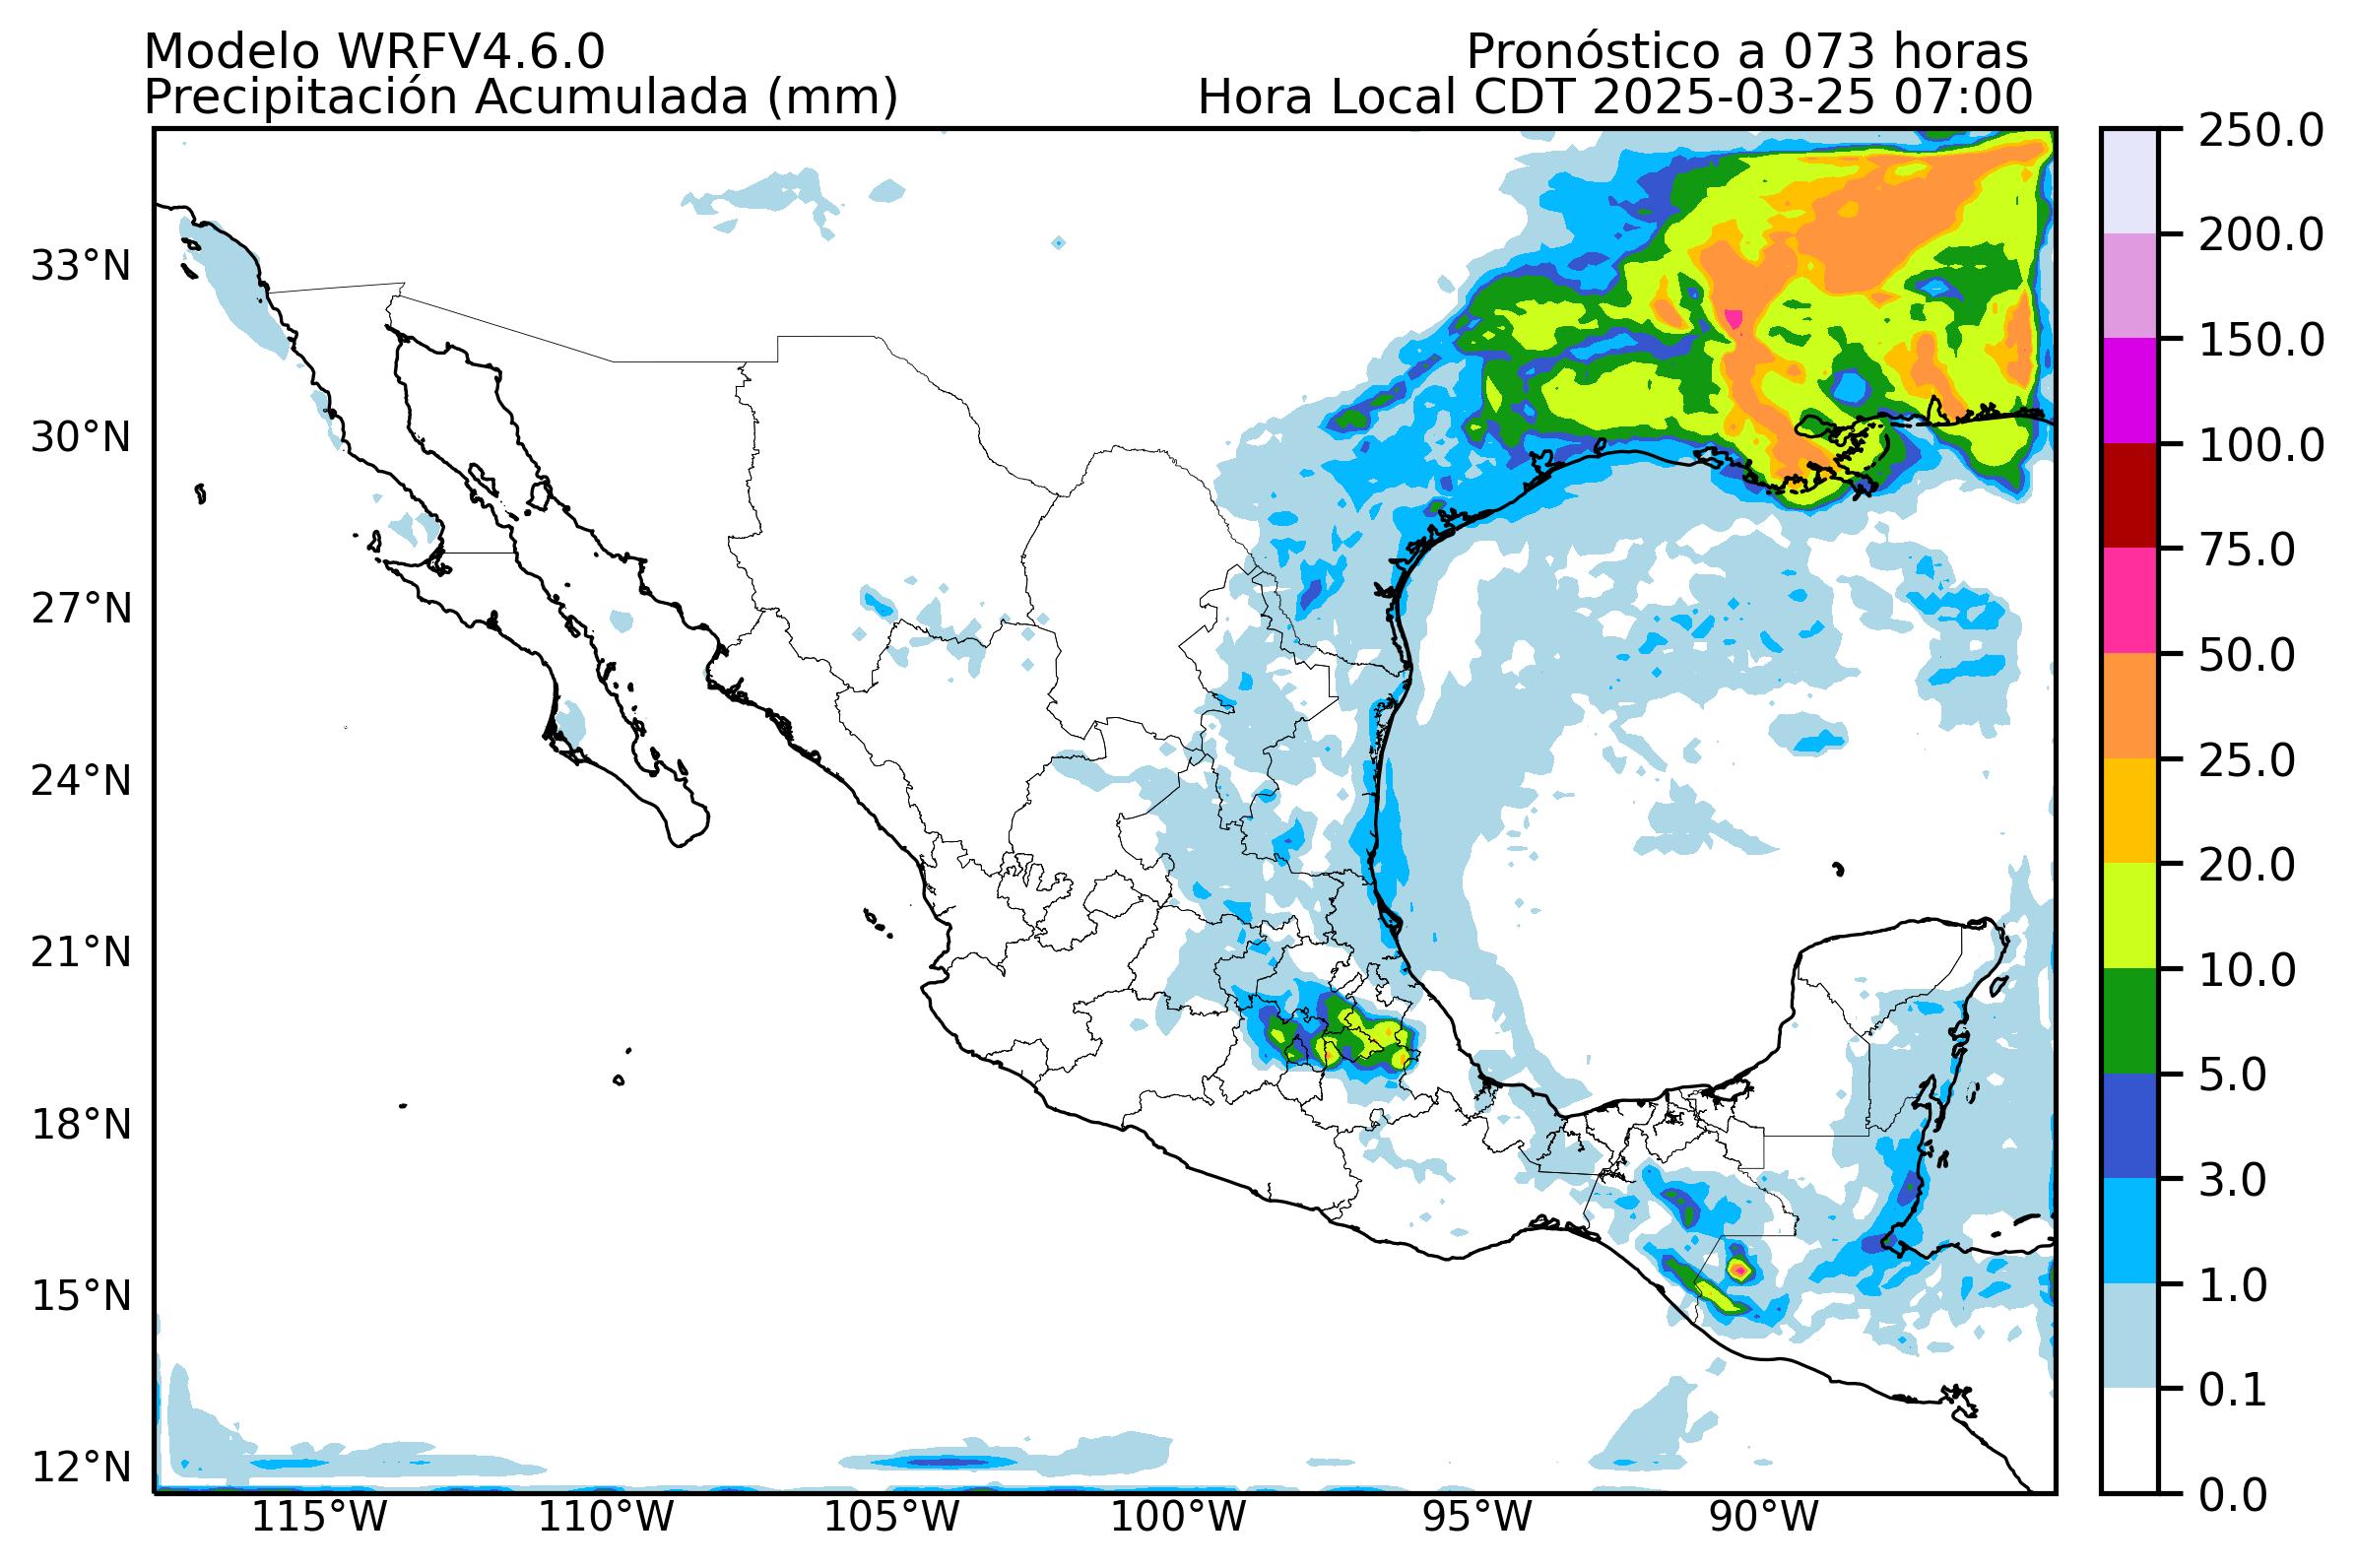 Modelo WRFV4.6.0
Pronóstico a 073 horas
Precipitación Acumulada (mm)
Hora Local CDT 2025-03-25 07:00
33°N
30°N
27°N
24°N
21°N
18°N
15°N
12°N
115°W
110°W
105°W
100°W
95°W
90°W
250.0
200.0
150.0
100.0
75.0
50.0
25.0
20.0
10.0
5.0
3.0
1.0
0.1
0.0